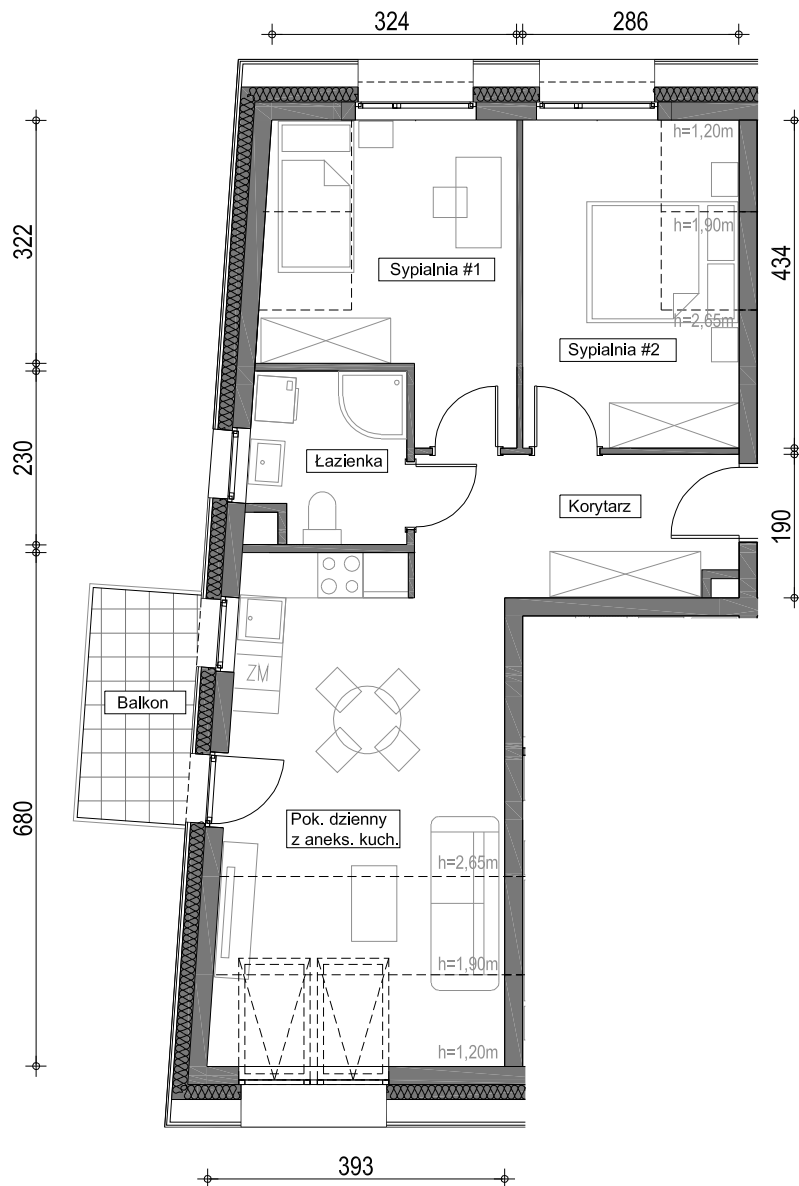 324
286
h=1,20m
322
h=1,90m
434
Sypialnia #1
h=2,65m
Sypialnia #2
230
Łazienka
Korytarz
190
ZM
Balkon
680
Pok. dzienny
z aneks. kuch.
h=2,65m
h=1,90m
h=1,20m
393